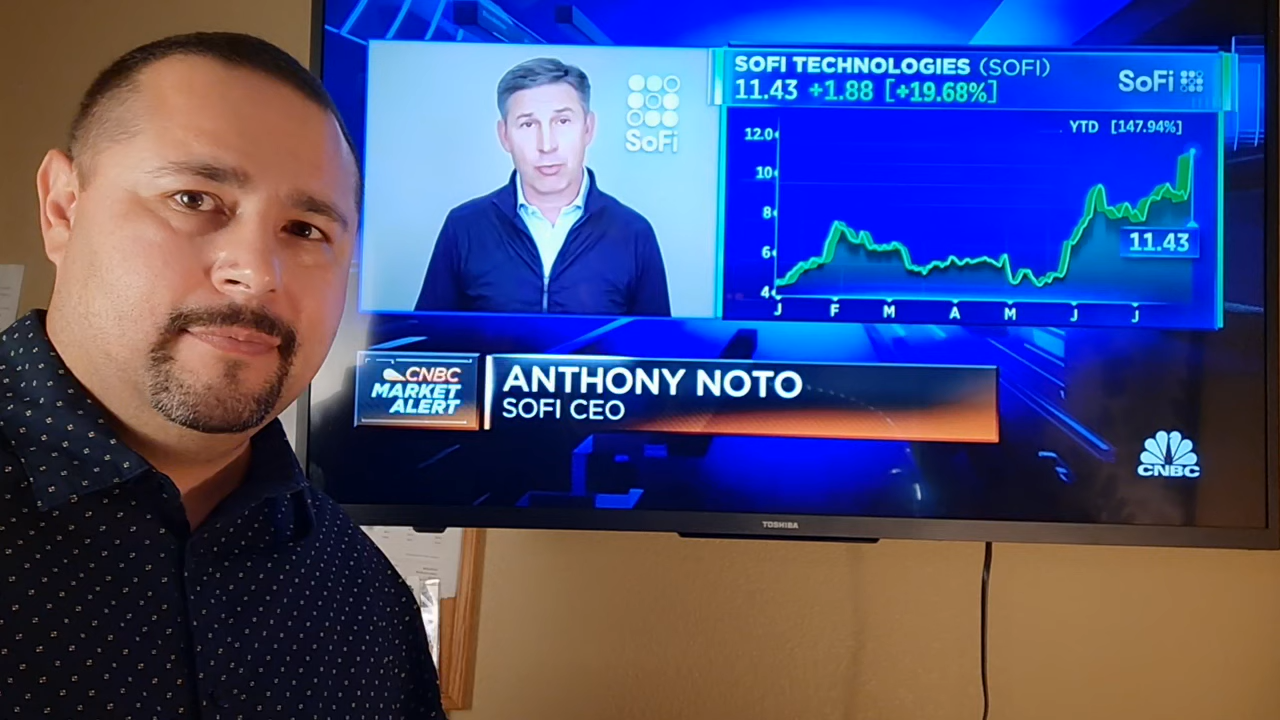 SoFi
SOFI TECHNOLOGIES (SOFI)
11.43 +1.88 [+19.68%]
SoFi
YTD [147.94%]
12.0
10
8
6
4
11.43
J F M A M J J
CNBC
MARKET
ALERT
ANTHONY NOTO
SOFI CEO
CNBC
TOSHIBA